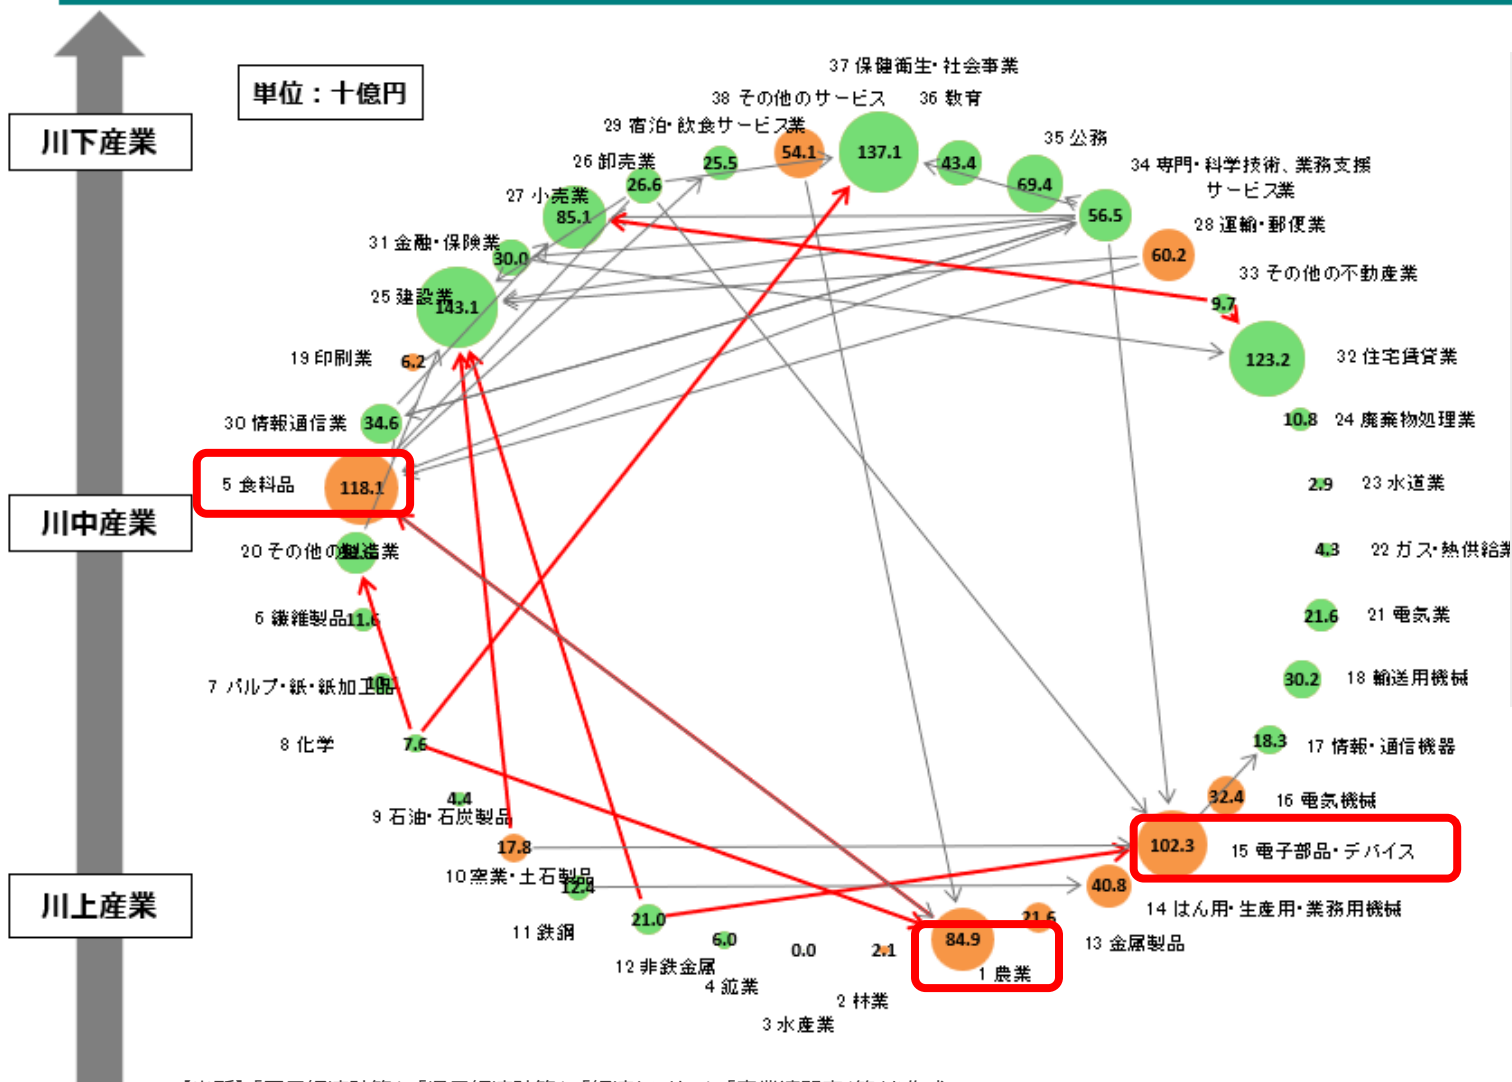 単位：十億円
川下産業
川中産業
川上産業
37 保健衛生・社会事業
38 その他のサービス
36 教育
29 宿泊・飲食サービス業
35 公務
26 卸売業
34 専門・科学技術、業務支援
サービス業
27 小売業
28 運輸・郵便業
31 金融・保険業
33 その他の不動産業
25 建設業
19 印刷業
32 住宅賃貸業
30 情報通信業
24 廃棄物処理業
5 食料品
23 水道業
20 その他の製造業
22 ガス・熱供給業
6 繊維製品
21 電気業
7 パルプ・紙・紙加工品
18 輸送用機械
8 化学
17 情報・通信機器
9 石油・石炭製品
16 電気機械
10 窯業・土石製品
15 電子部品・デバイス
11 鉄鋼
14 はん用・生産用・業務用機械
12 非鉄金属
13 金属製品
4 鉱業
1 農業
2 林業
3 水産業
137.1
54.1
43.4
25.5
69.4
26.6
56.5
85.1
60.2
30.0
143.1
9.7
6.2
123.2
34.6
10.8
118.1
2.9
4.3
11.6
21.6
30.2
7.6
18.3
4.4
32.4
17.8
102.3
12.4
40.8
21.0
21.6
6.0
0.0
2.1
84.9